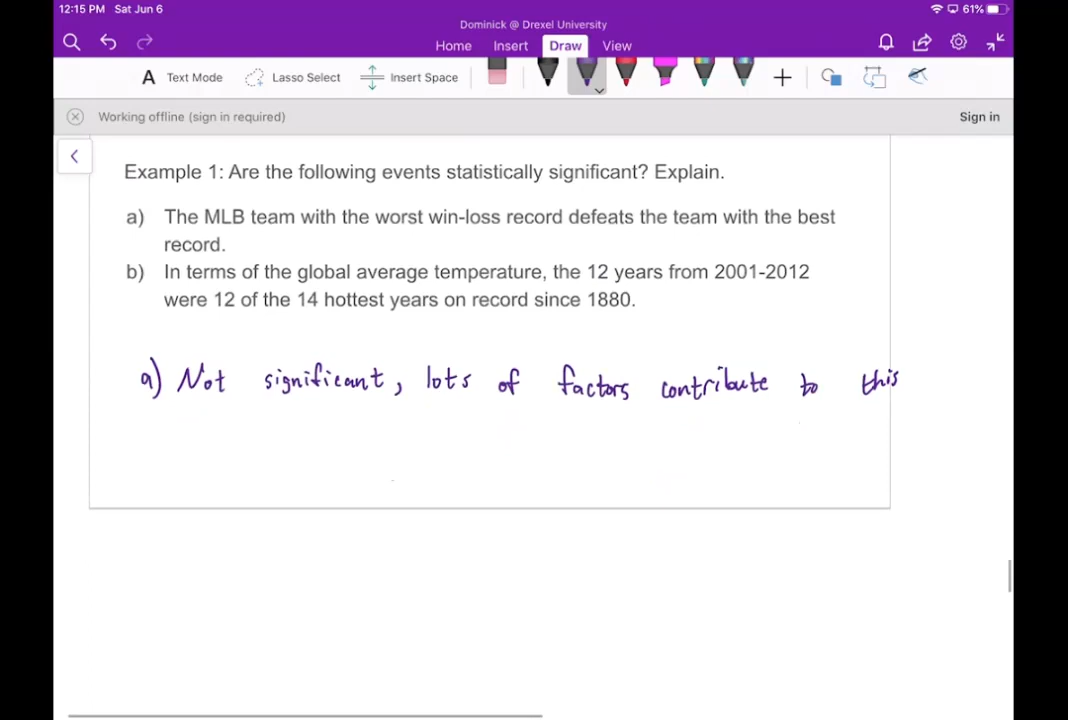 12:15 PM Sat Jun 6
61%
Dominick @ Drexel University
Home Insert Draw View
A Text Mode Lasso Select Insert Space
Working offline (sign in required) Sign in
Example 1: Are the following events statistically significant? Explain.
a) The MLB team with the worst win-loss record defeats the team with the best
record.
b) In terms of the global average temperature, the 12 years from 2001-2012
were 12 of the 14 hottest years on record since 1880.
a) Not significant, lots of factors contribute to this